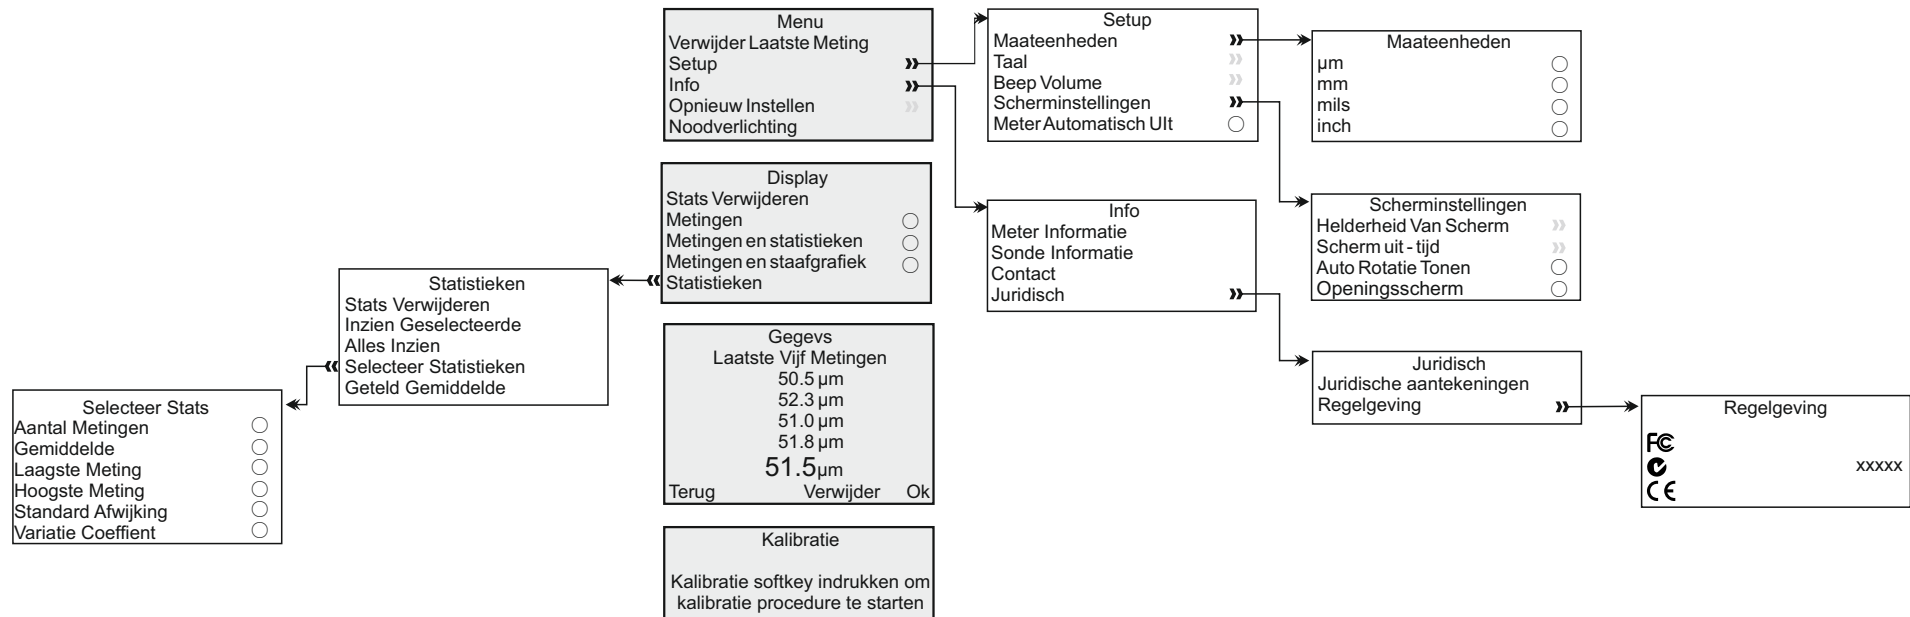 Menu
Verwijder Laatste Meting
Setup
Info
Opnieuw Instellen
Noodverlichting
Setup
Maateenheden
Taal
Beep Volume
Scherminstellingen
Meter Automatisch UIt
Maateenheden
µm
mm
mils
inch
Display
Stats Verwijderen
Metingen
Metingen en statistieken
Metingen en staafgrafiek
Statistieken
Info
Meter Informatie
Sonde Informatie
Contact
Juridisch
Scherminstellingen
Helderheid Van Scherm
Scherm uit - tijd
Auto Rotatie Tonen
Openingsscherm
Statistieken
Stats Verwijderen
Inzien Geselecteerde
Alles Inzien
Selecteer Statistieken
Geteld Gemiddelde
Gegevs
Laatste Vijf Metingen
50.5 µm
52.3 µm
51.0 µm
51.8 µm
51.5µm
Terug Verwijder Ok
Juridisch
Juridische aantekeningen
Regelgeving
Selecteer Stats
Aantal Metingen
Gemiddelde
Laagste Meting
Hoogste Meting
Standard Afwijking
Variatie Coeffient
Regelgeving
FC
xxxxx
CE
Kalibratie
Kalibratie softkey indrukken om
kalibratie procedure te starten